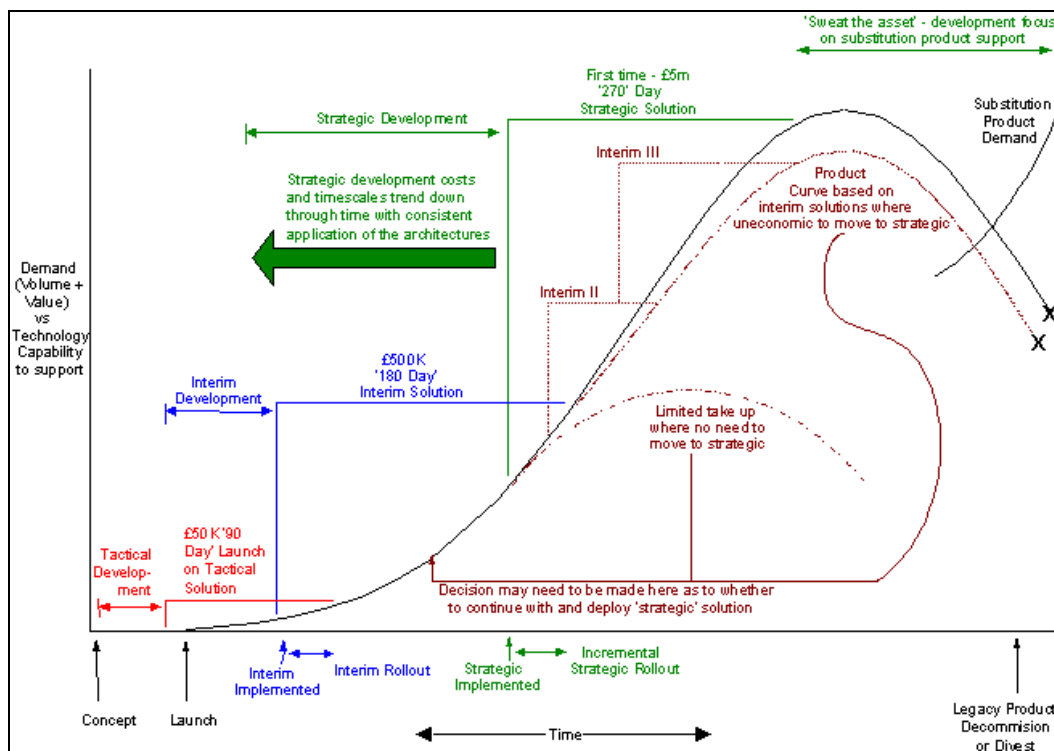 'Sweat the asset' - development focus
on substitution product support
First time - £5m
'270' Day
Strategic Solution
Substitution
Product
Demand
Strategic Development
Interim III
Product
Curve based on
interim solutions where
uneconomic to move to strategic
Strategic development costs
and timescales trend down
through time with consistent
application of the architectures
Demand
(Volume +
Value)
vs
Technology
Capability
to support
Interim II
£500K
'180 Day'
Interim Solution
Interim
Development
Limited take up
where no need to
move to strategic
X
X
£50K'90
Day' Launch
on Tactical
Solution
Tactical
Develop-
ment
Decision may need to be made here as to whether
to continue with and deploy 'strategic' solution
Interim
Implemented
Interim Rollout
Strategic
Implemented
Incremental
Strategic Rollout
Concept
Launch
Time
Legacy Product
Decommision
or Divest